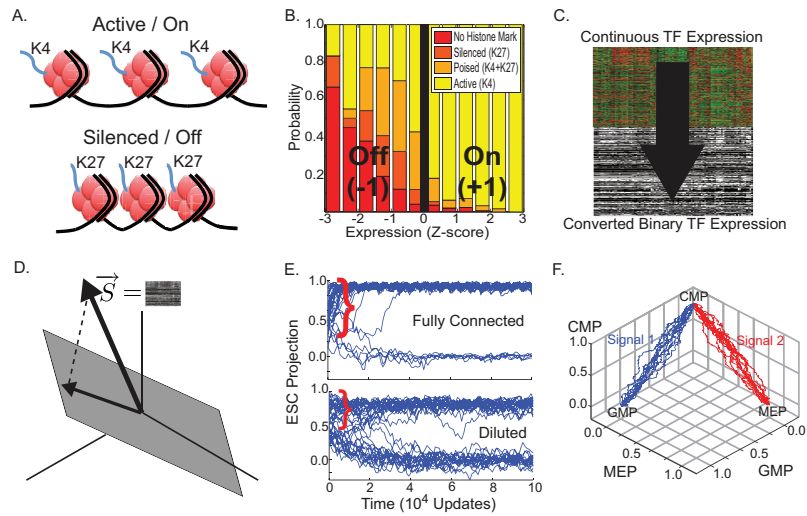 A.
Active / On
K4
K4
K4
Silenced / Off
K27
K27
K27
B.
1.0
0.8
0.6
0.4
0.2
Probability
No Histone Mark
Silenced (K27)
Poised (K4+K27)
Active (K4)
Off
(-1)
On
(+1)
-3
-2
-1
0
1
2
3
Expression (Z-score)
C.
Continuous TF Expression
Converted Binary TF Expression
D.
S =
E.
ESC Projection
1.0
0.5
0.0
Fully Connected
1.0
0.5
0.0
Diluted
0
2
4
6
8
10
Time (10⁴ Updates)
F.
CMP
CMP
Signal 1
Signal 2
1.0
0.5
0.0
GMP
MEP
0.0
0.5
1.0
MEP
0.0
0.5
1.0
GMP